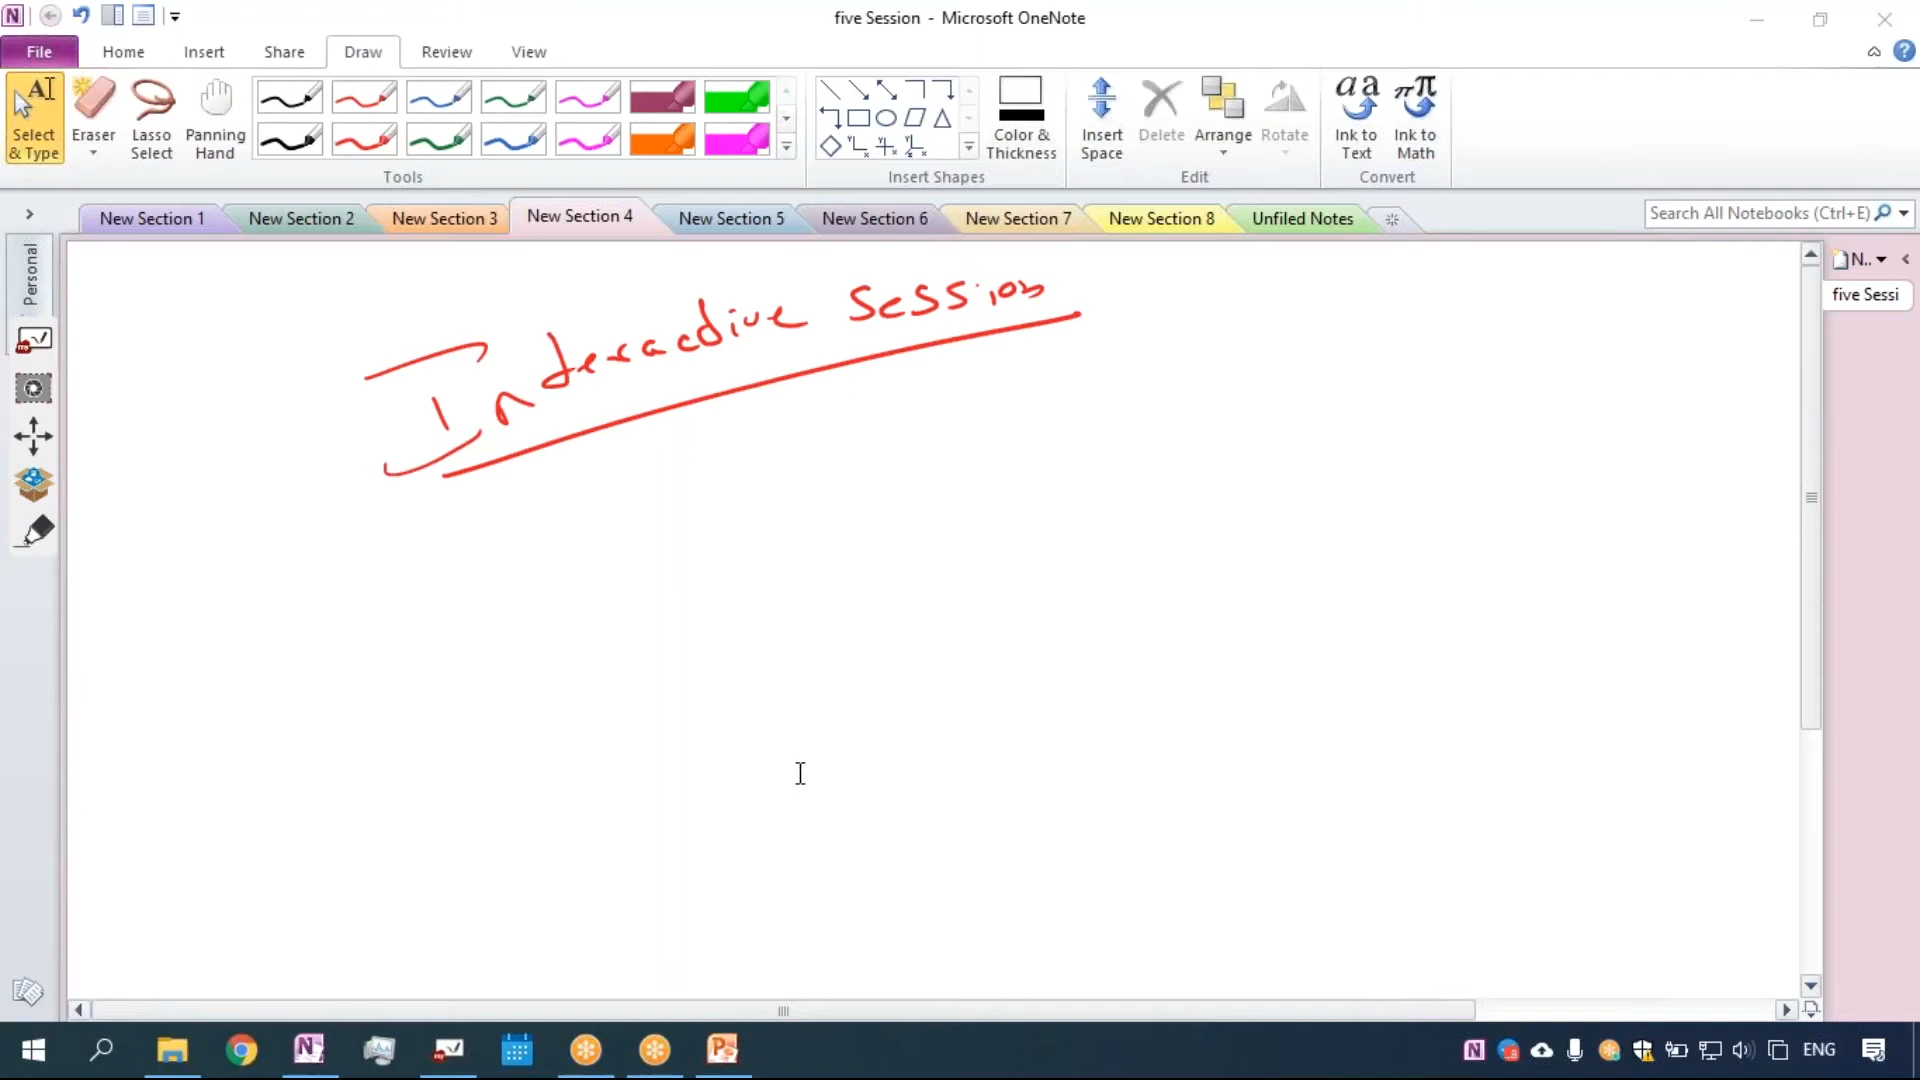 five Session - Microsoft OneNote
File Home Insert Share Draw Review View
Select & Type
Eraser
Lasso Select
Panning Hand
Color & Thickness
Insert Space
Delete
Arrange
Rotate
Ink to Text
Ink to Math
Tools
Insert Shapes
Edit
Convert
New Section 1 New Section 2 New Section 3 New Section 4 New Section 5 New Section 6 New Section 7 New Section 8 Unfiled Notes
Search All Notebooks (Ctrl+E)
Personal
N..
five Sessi
Interactive Session
ENG